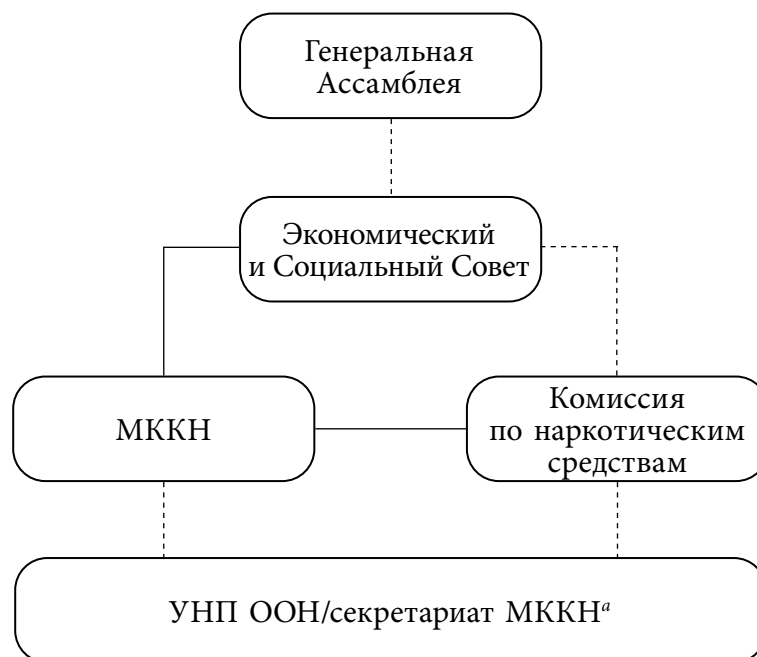 Генеральная
Ассамблея
Экономический
и Социальный Совет
МККН
Комиссия
по наркотическим
средствам
УНП ООН/секретариат МККНᵃ